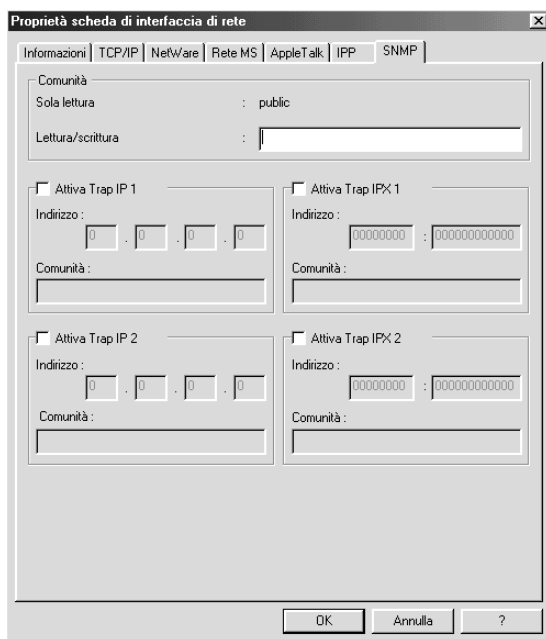 Proprietà scheda di interfaccia di rete
Informazioni TCP/IP NetWare Rete MS AppleTalk IPP SNMP
Comunità
Sola lettura : public
Lettura/scrittura :
Attiva Trap IP 1 Attiva Trap IPX 1
Indirizzo : Indirizzo :
0 . 0 . 0 . 0 00000000 : 000000000000
Comunità : Comunità :
Attiva Trap IP 2 Attiva Trap IPX 2
Indirizzo : Indirizzo :
0 . 0 . 0 . 0 00000000 : 000000000000
Comunità : Comunità :
OK Annulla ?